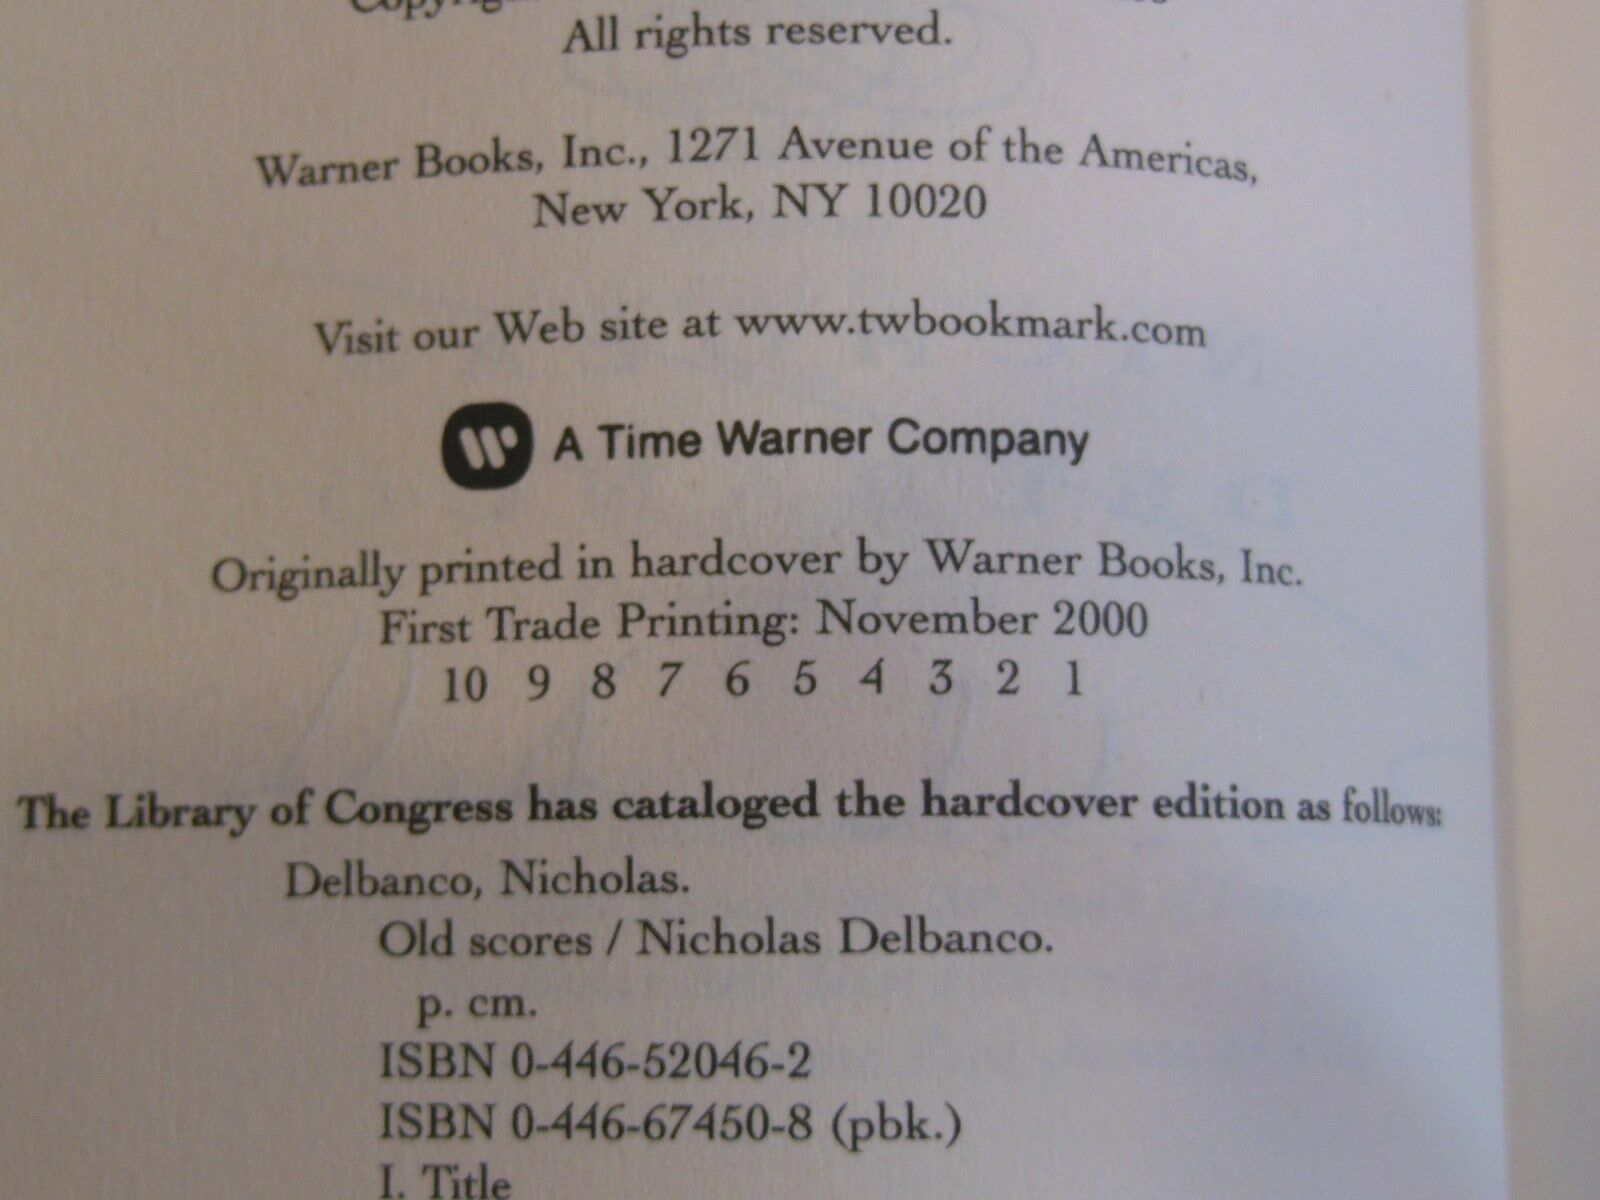 All rights reserved.
Warner Books, Inc., 1271 Avenue of the Americas,
New York, NY 10020
Visit our Web site at www.twbookmark.com
A Time Warner Company
Originally printed in hardcover by Warner Books, Inc.
First Trade Printing: November 2000
10 9 8 7 6 5 4 3 2 1
The Library of Congress has cataloged the hardcover edition as follows:
Delbanco, Nicholas.
Old scores / Nicholas Delbanco.
p. cm.
ISBN 0-446-52046-2
ISBN 0-446-67450-8 (pbk.)
I. Title